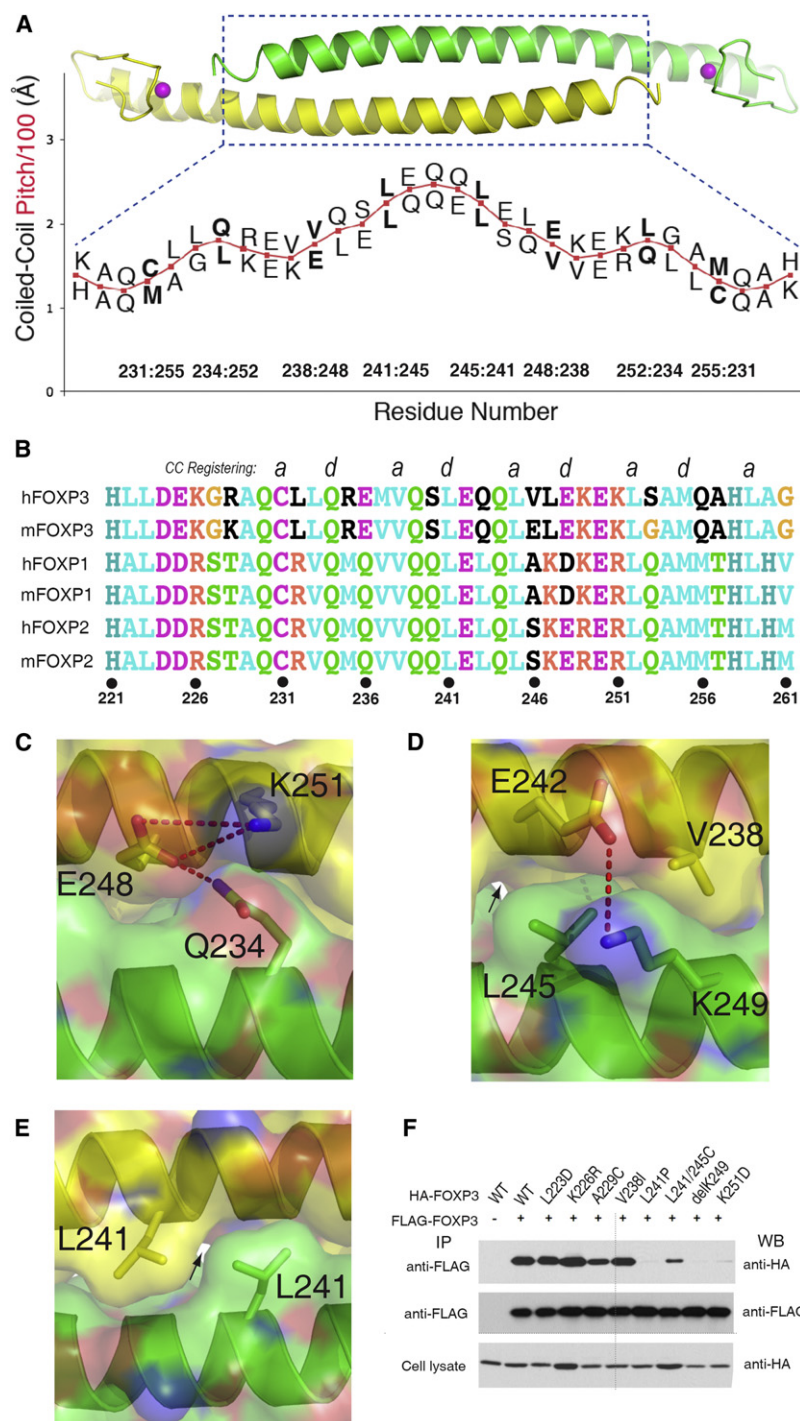 A
Coiled-Coil Pitch/100 (Å)
3
2
1
0
K A Q C L L Q R E V V Q S L E Q Q L E L E K E K L G A M Q A H
H A Q M A G L K E K E L E L Q Q E L S Q V V E R Q L L C Q A K
231:255 234:252 238:248 241:245 245:241 248:238 252:234 255:231
Residue Number
B
CC Registering: a d a d a d a d a
hFOXP3 HLLDEKGRAQCLLQREMVQSLEQQLVLEKEKLSAMQAHLAG
mFOXP3 HLLDEKGKAQCLLQREVVQSLEQQLELEKEKLGAMQAHLAG
hFOXP1 HALDDRSTAQCRVQMQVVQQLELQLAKDKERLQAMMTHLHV
mFOXP1 HALDDRSTAQCRVQMQVVQQLELQLAKDKERLQAMMTHLHV
hFOXP2 HALDDRSTAQCRVQMQVVQQLELQLSKERERLQAMMTHLHM
mFOXP2 HALDDRSTAQCRVQMQVVQQLELQLSKERERLQAMMTHLHM
221 226 231 236 241 246 251 256 261
C
K251
E248
Q234
D
E242
V238
L245
K249
E
L241
L241
F
HA-FOXP3 WT WT L223D K226R A229C V238I L241P L241/245C delK249 K251D
FLAG-FOXP3 - + + + + + + + + +
IP WB
anti-FLAG anti-HA
anti-FLAG anti-FLAG
Cell lysate anti-HA